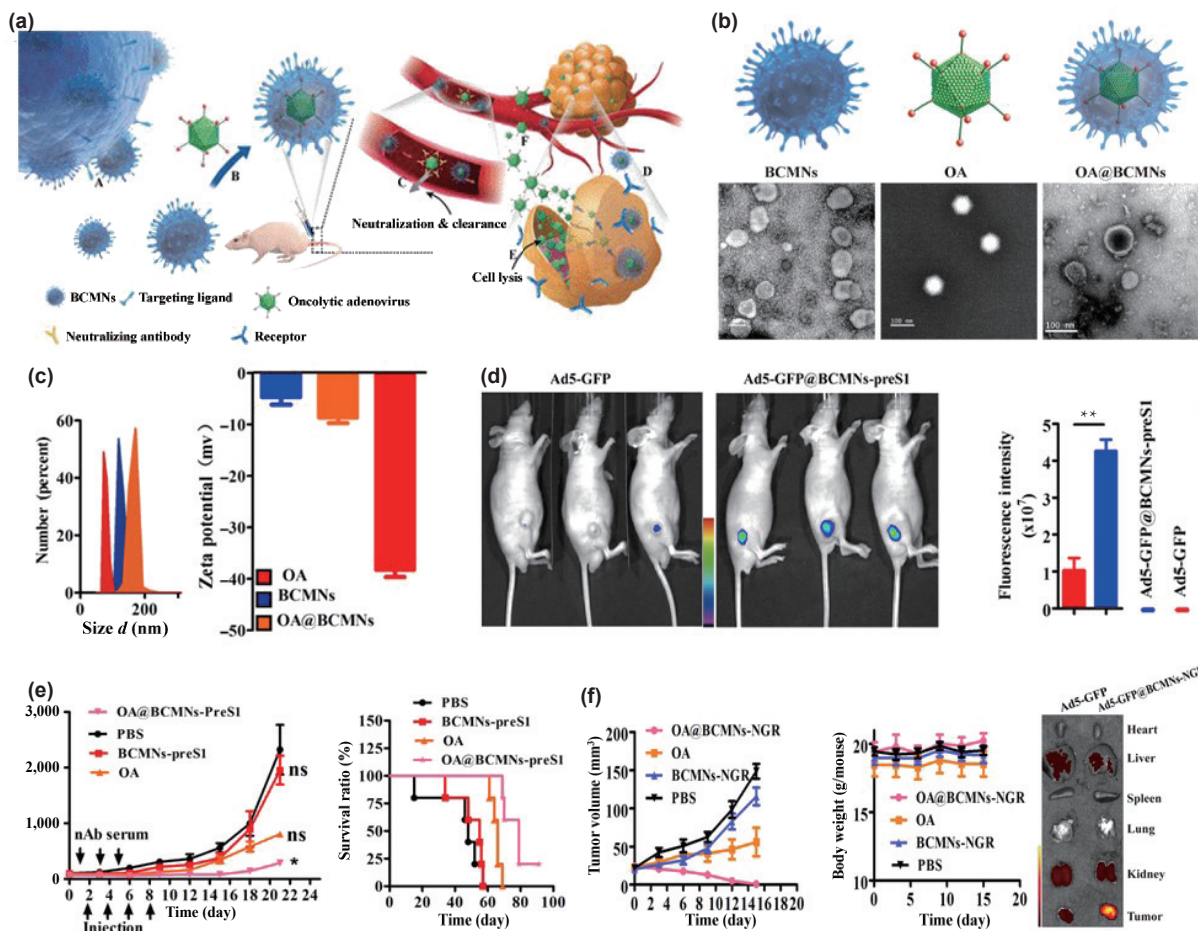 (a)
A
B
C
D
E
F
Neutralization & clearance
Cell lysis
BCMNs
Targeting ligand
Oncolytic adenovirus
Neutralizing antibody
Receptor
(b)
BCMNs
OA
OA@BCMNs
100 nm
100 nm
(c)
Number (percent)
60
40
20
0
0
200
Size d (nm)
Zeta potential (mv)
0
−10
−20
−30
−40
−50
OA
BCMNs
OA@BCMNs
(d)
Ad5-GFP
Ad5-GFP@BCMNs-preS1
Fluorescence intensity
(x10⁷)
5
4
3
2
1
0
**
Ad5-GFP@BCMNs-preS1
Ad5-GFP
(e)
3,000
2,000
1,000
0
OA@BCMNs-PreS1
PBS
BCMNs-preS1
OA
ns
ns
*
nAb serum
0 2 4 6 8 10 12 14 16 18 20 22 24
Time (day)
Injection
Survival ratio (%)
150
125
100
75
50
25
0
PBS
BCMNs-preS1
OA
OA@BCMNs-preS1
0 20 40 60 80 100
Time (day)
(f)
Tumor volume (mm³)
200
150
100
50
0
OA@BCMNs-NGR
OA
BCMNs-NGR
PBS
0 2 4 6 8 10 12 14 16 18 20
Time (day)
Body weight (g/mouse)
20
15
10
OA@BCMNs-NGR
OA
BCMNs-NGR
PBS
0 5 10 15 20
Time (day)
Ad5-GFP
Ad5-GFP@BCMNs-NGR
Heart
Liver
Spleen
Lung
Kidney
Tumor